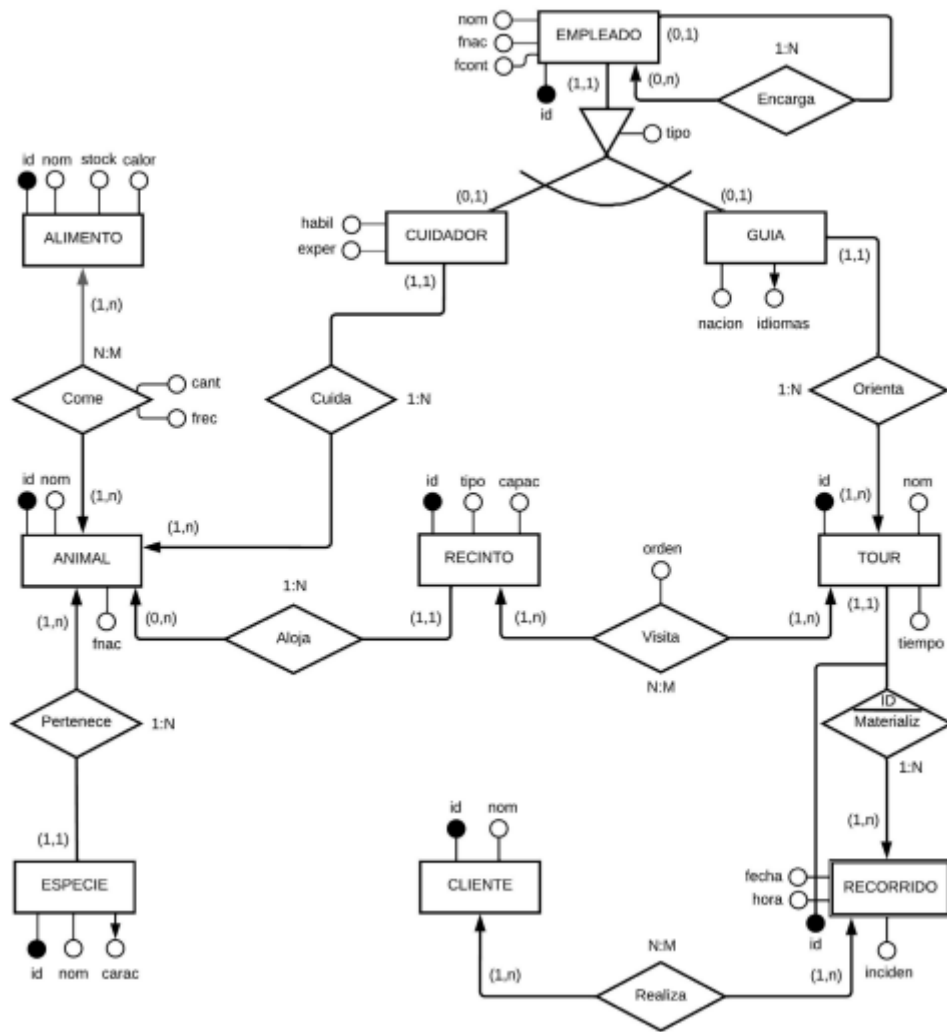 nom
EMPLEADO
(0,1)
fnac
1:N
fcont
(1,1)
(0,n)
Encarga
id
tipo
id nom stock calor
ALIMENTO
(0,1)
(0,1)
habil
CUIDADOR
GUIA
exper
(1,1)
(1,1)
(1,n)
nacion idiomas
N:M
cant
Come
Cuida
1:N
1:N
Orienta
frec
id nom
(1,n)
id tipo capac
id
nom
(1,n)
(1,n)
orden
ANIMAL
RECINTO
TOUR
1:N
(1,n)
(0,n)
(1,1)
(1,n)
(1,n)
(1,1)
fnac
Aloja
Visita
tiempo
N:M
ID
Pertenece
1:N
Materializ
1:N
id nom
(1,n)
(1,1)
ESPECIE
CLIENTE
fecha
RECORRIDO
hora
N:M
id
id nom carac
inciden
(1,n)
(1,n)
Realiza